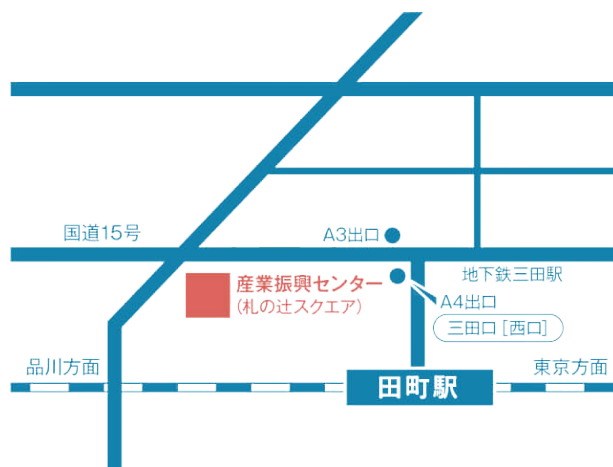 国道15号
A3出口
産業振興センター
(札の辻スクエア)
地下鉄三田駅
A4出口
三田口 [西口]
品川方面
東京方面
田町駅